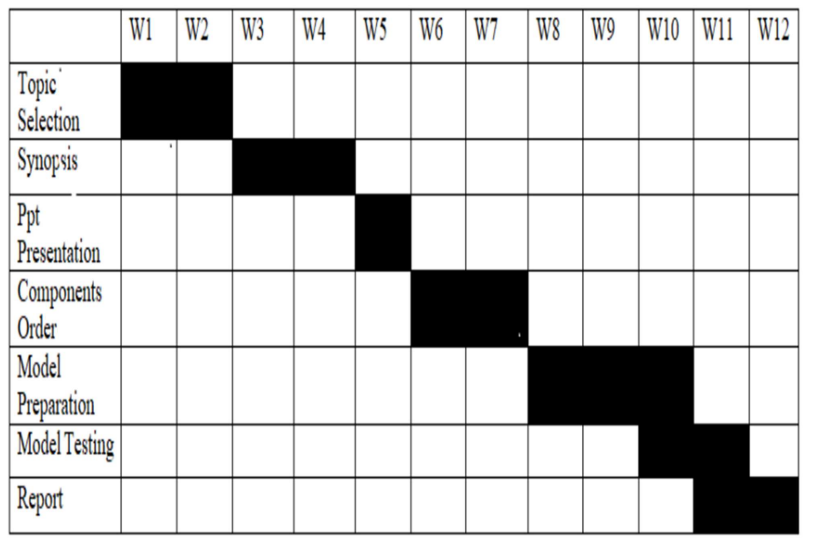 W1 W2 W3 W4 W5 W6 W7 W8 W9 W10 W11 W12
Topic
Selection
Synopsis
Ppt
Presentation
Components
Order
Model
Preparation
Model Testing
Report